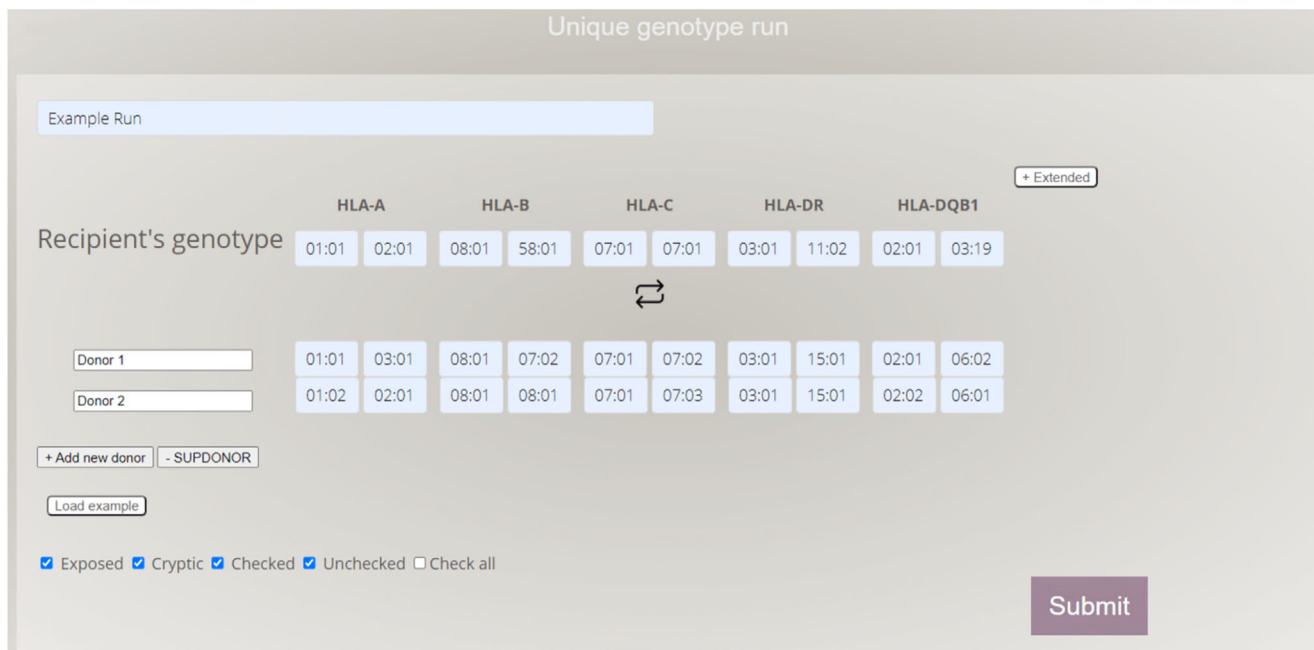 Unique genotype run
Example Run
+ Extended
HLA-A HLA-B HLA-C HLA-DR HLA-DQB1
Recipient's genotype 01:01 02:01 08:01 58:01 07:01 07:01 03:01 11:02 02:01 03:19
Donor 1 01:01 03:01 08:01 07:02 07:01 07:02 03:01 15:01 02:01 06:02
Donor 2 01:02 02:01 08:01 08:01 07:01 07:03 03:01 15:01 02:02 06:01
+ Add new donor - SUPDONOR
Load example
Exposed Cryptic Checked Unchecked Check all
Submit